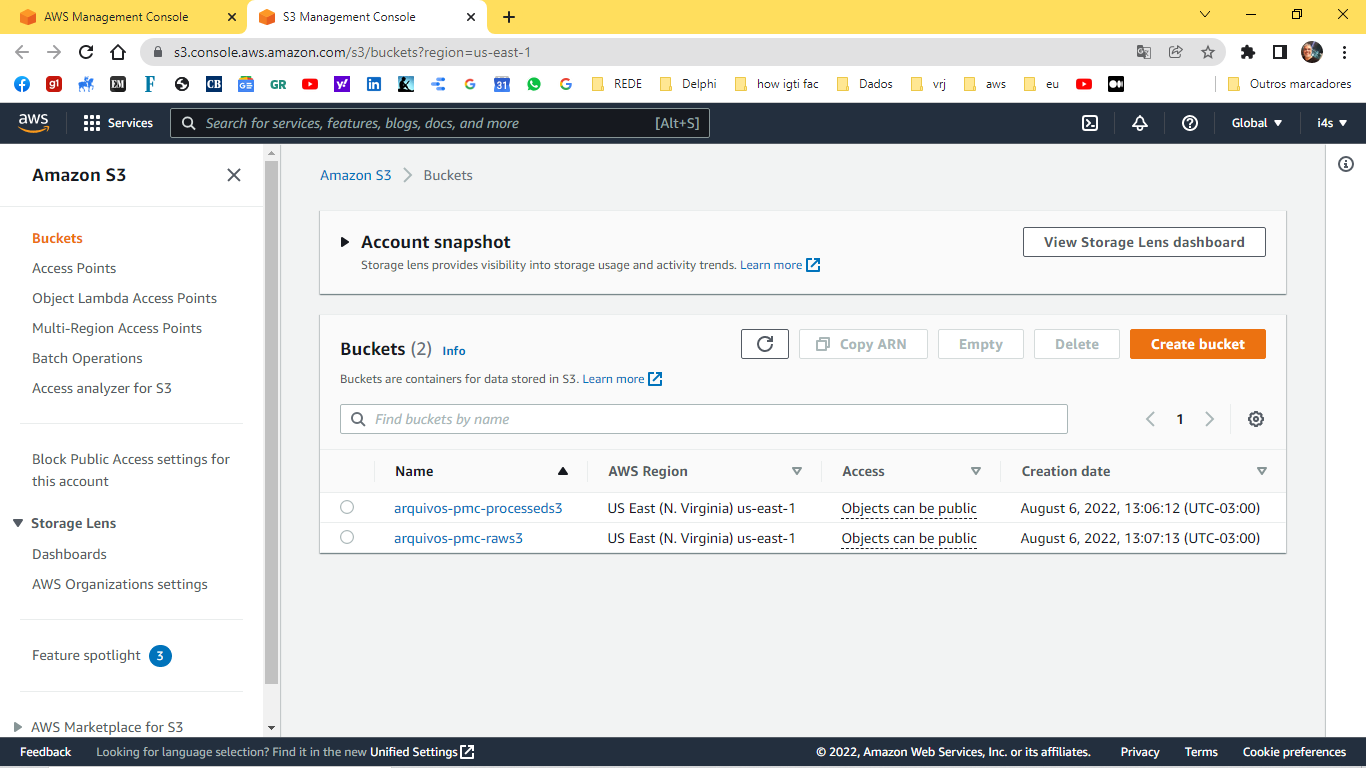 AWS Management Console
S3 Management Console
s3.console.aws.amazon.com/s3/buckets?region=us-east-1
g1 EM F CB GR y! in 31 G REDE Delphi how igti fac Dados vrj aws eu Outros marcadores
aws Services Search for services, features, blogs, docs, and more [Alt+S] Global i4s
Amazon S3
Buckets
Access Points
Object Lambda Access Points
Multi-Region Access Points
Batch Operations
Access analyzer for S3
Block Public Access settings for
this account
Storage Lens
Dashboards
AWS Organizations settings
Feature spotlight 3
AWS Marketplace for S3
Amazon S3 Buckets
Account snapshot
View Storage Lens dashboard
Storage lens provides visibility into storage usage and activity trends. Learn more
Buckets (2) Info
Copy ARN Empty Delete Create bucket
Buckets are containers for data stored in S3. Learn more
Find buckets by name
1
Name AWS Region Access Creation date
arquivos-pmc-processeds3 US East (N. Virginia) us-east-1 Objects can be public August 6, 2022, 13:06:12 (UTC-03:00)
arquivos-pmc-raws3 US East (N. Virginia) us-east-1 Objects can be public August 6, 2022, 13:07:13 (UTC-03:00)
Feedback Looking for language selection? Find it in the new Unified Settings © 2022, Amazon Web Services, Inc. or its affiliates. Privacy Terms Cookie preferences